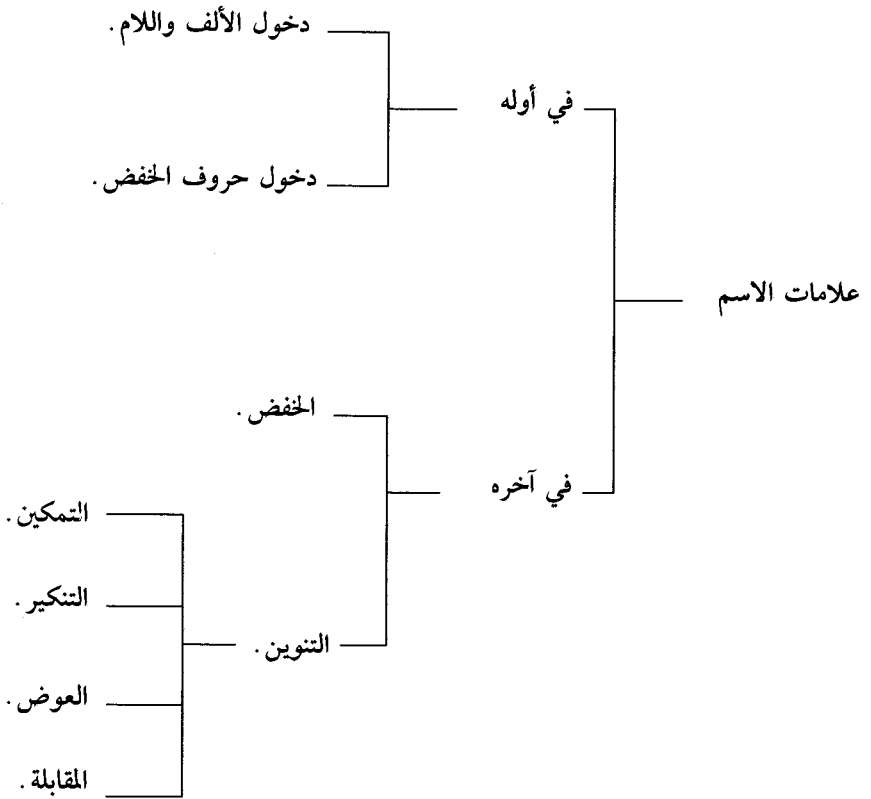 علامات الاسم
في أوله
دخول الألف واللام.
دخول حروف الخفض.
في آخره
الخفض.
التنوين.
التمكين.
التنكير.
العوض.
المقابلة.